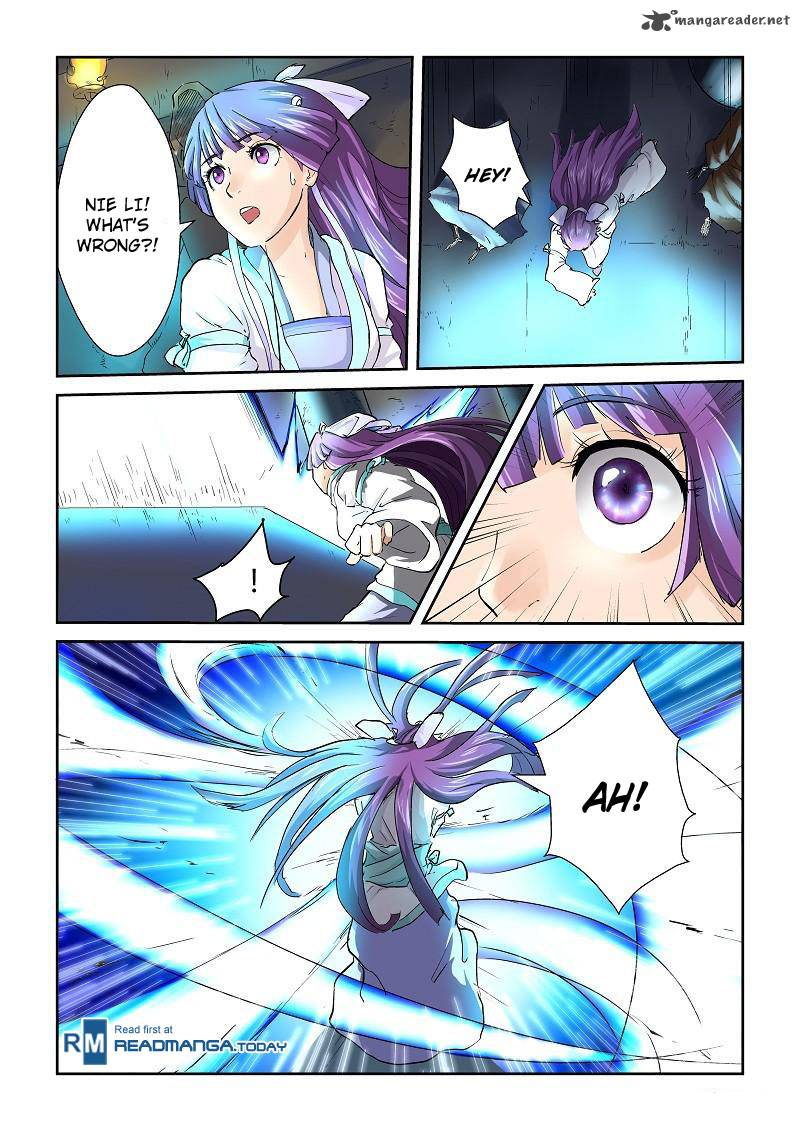 mangareader.net
NIE LI!
WHAT'S
WRONG?!
HEY!
!
AH!
RM
Read first at
READMANGA.TODAY